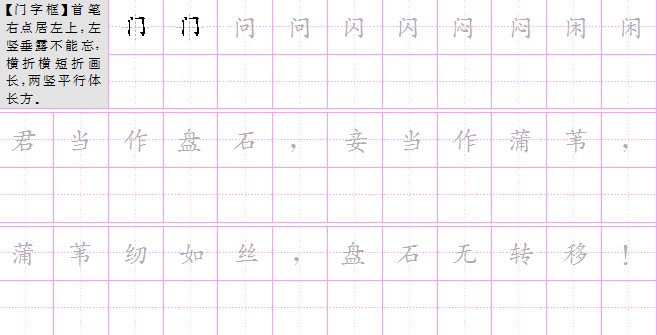 【门字框】首笔
右点居左上，左
竖垂露不能忘，
横折横短折画
长，两竖平行体
长方。
门门问问闪闪闷闷闲闲
君当作盘石，妾当作蒲苇，
蒲苇纫如丝，盘石无转移！